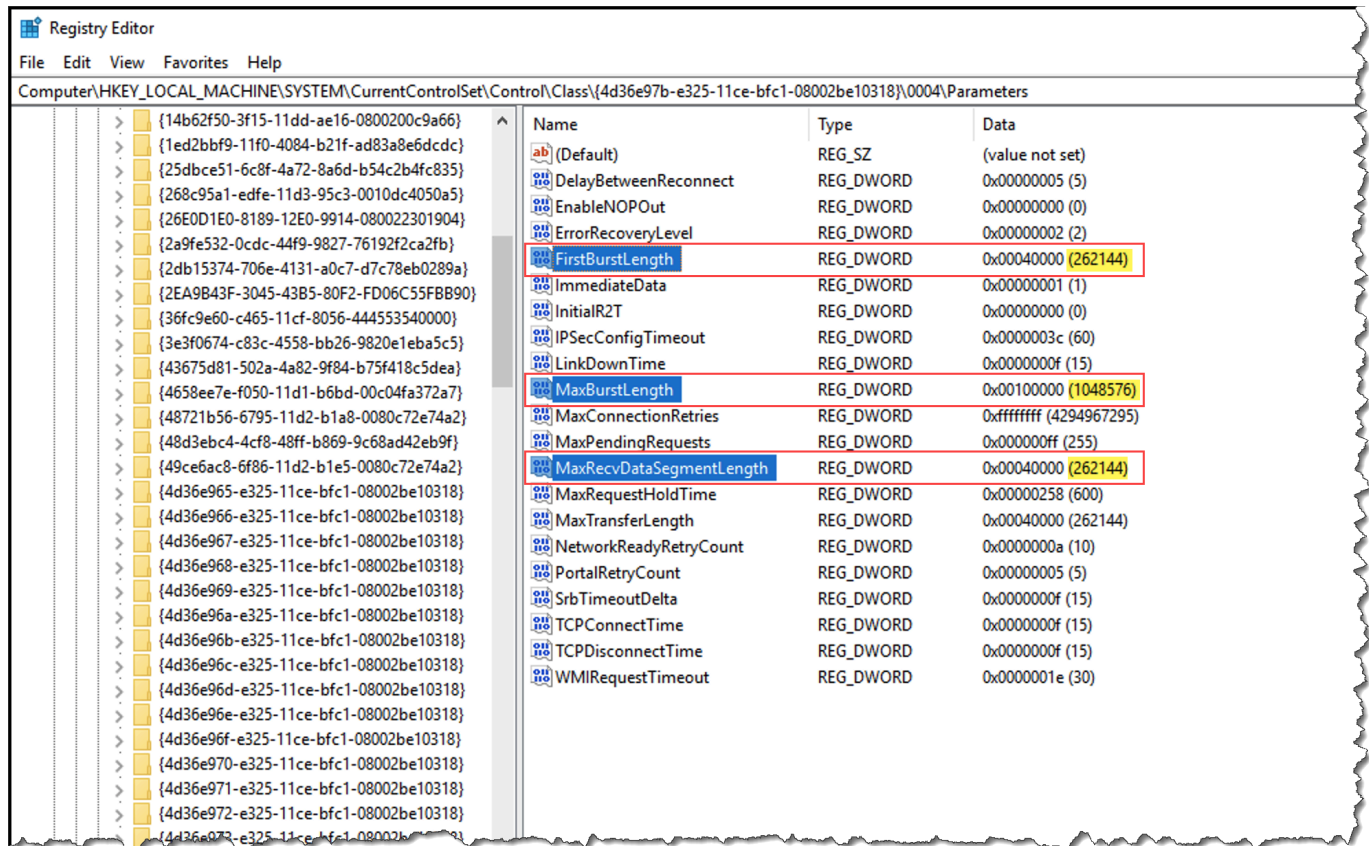 Registry Editor
File Edit View Favorites Help
Computer\HKEY_LOCAL_MACHINE\SYSTEM\CurrentControlSet\Control\Class\{4d36e97b-e325-11ce-bfc1-08002be10318}\0004\Parameters
{14b62f50-3f15-11dd-ae16-0800200c9a66}
{1ed2bbf9-11f0-4084-b21f-ad83a8e6dcdc}
{25dbce51-6c8f-4a72-8a6d-b54c2b4fc835}
{268c95a1-edfe-11d3-95c3-0010dc4050a5}
{26E0D1E0-8189-12E0-9914-080022301904}
{2a9fe532-0cdc-44f9-9827-76192f2ca2fb}
{2db15374-706e-4131-a0c7-d7c78eb0289a}
{2EA9B43F-3045-43B5-80F2-FD06C55FBB90}
{36fc9e60-c465-11cf-8056-444553540000}
{3e3f0674-c83c-4558-bb26-9820e1eba5c5}
{43675d81-502a-4a82-9f84-b75f418c5dea}
{4658ee7e-f050-11d1-b6bd-00c04fa372a7}
{48721b56-6795-11d2-b1a8-0080c72e74a2}
{48d3ebc4-4cf8-48ff-b869-9c68ad42eb9f}
{49ce6ac8-6f86-11d2-b1e5-0080c72e74a2}
{4d36e965-e325-11ce-bfc1-08002be10318}
{4d36e966-e325-11ce-bfc1-08002be10318}
{4d36e967-e325-11ce-bfc1-08002be10318}
{4d36e968-e325-11ce-bfc1-08002be10318}
{4d36e969-e325-11ce-bfc1-08002be10318}
{4d36e96a-e325-11ce-bfc1-08002be10318}
{4d36e96b-e325-11ce-bfc1-08002be10318}
{4d36e96c-e325-11ce-bfc1-08002be10318}
{4d36e96d-e325-11ce-bfc1-08002be10318}
{4d36e96e-e325-11ce-bfc1-08002be10318}
{4d36e96f-e325-11ce-bfc1-08002be10318}
{4d36e970-e325-11ce-bfc1-08002be10318}
{4d36e971-e325-11ce-bfc1-08002be10318}
{4d36e972-e325-11ce-bfc1-08002be10318}
{4d36e973-e325-11ce-bfc1-08002be10318}
Name Type Data
(Default) REG_SZ (value not set)
DelayBetweenReconnect REG_DWORD 0x00000005 (5)
EnableNOPOut REG_DWORD 0x00000000 (0)
ErrorRecoveryLevel REG_DWORD 0x00000002 (2)
FirstBurstLength REG_DWORD 0x00040000 (262144)
ImmediateData REG_DWORD 0x00000001 (1)
InitialR2T REG_DWORD 0x00000000 (0)
IPSecConfigTimeout REG_DWORD 0x0000003c (60)
LinkDownTime REG_DWORD 0x0000000f (15)
MaxBurstLength REG_DWORD 0x00100000 (1048576)
MaxConnectionRetries REG_DWORD 0xffffffff (4294967295)
MaxPendingRequests REG_DWORD 0x000000ff (255)
MaxRecvDataSegmentLength REG_DWORD 0x00040000 (262144)
MaxRequestHoldTime REG_DWORD 0x00000258 (600)
MaxTransferLength REG_DWORD 0x00040000 (262144)
NetworkReadyRetryCount REG_DWORD 0x0000000a (10)
PortalRetryCount REG_DWORD 0x00000005 (5)
SrbTimeoutDelta REG_DWORD 0x0000000f (15)
TCPConnectTime REG_DWORD 0x0000000f (15)
TCPDisconnectTime REG_DWORD 0x0000000f (15)
WMIRequestTimeout REG_DWORD 0x0000001e (30)